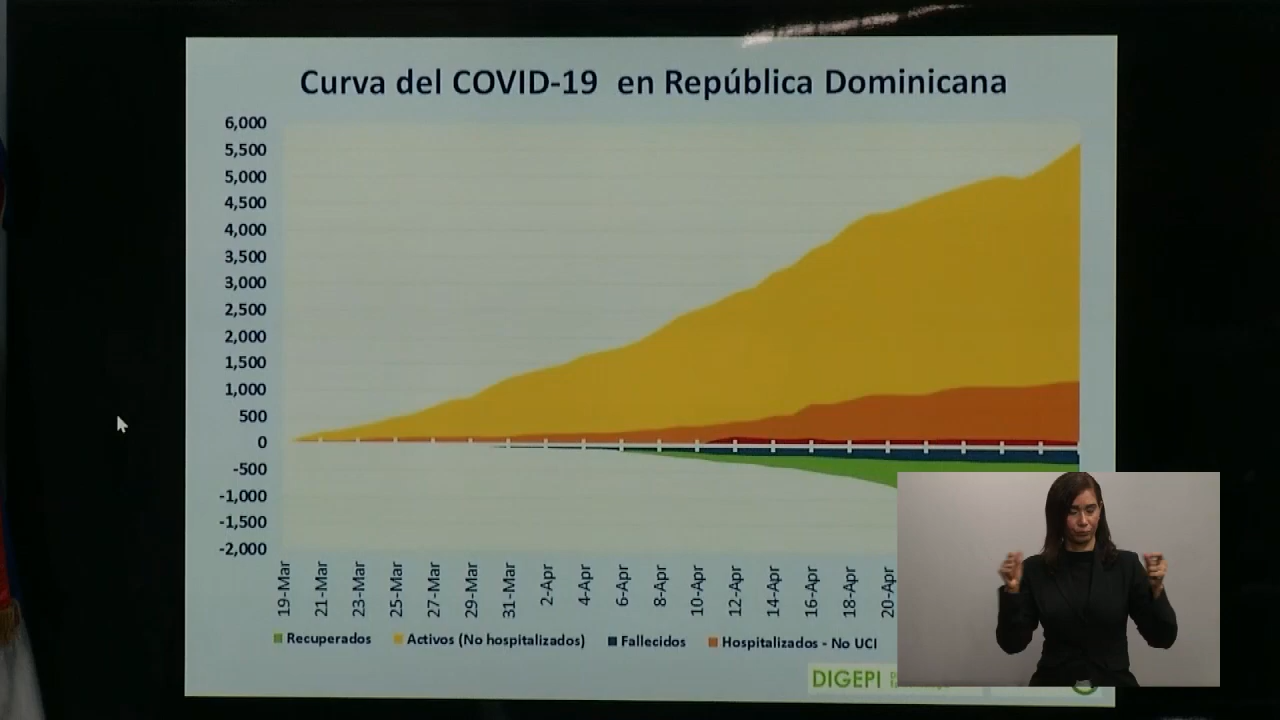 Curva del COVID-19 en República Dominicana
6,000
5,500
5,000
4,500
4,000
3,500
3,000
2,500
2,000
1,500
1,000
500
0
-500
-1,000
-1,500
-2,000
19-Mar
21-Mar
23-Mar
25-Mar
27-Mar
29-Mar
31-Mar
2-Apr
4-Apr
6-Apr
8-Apr
10-Apr
12-Apr
14-Apr
16-Apr
18-Apr
20-Apr
Recuperados Activos (No hospitalizados) Fallecidos Hospitalizados - No UCI
DIGEPI